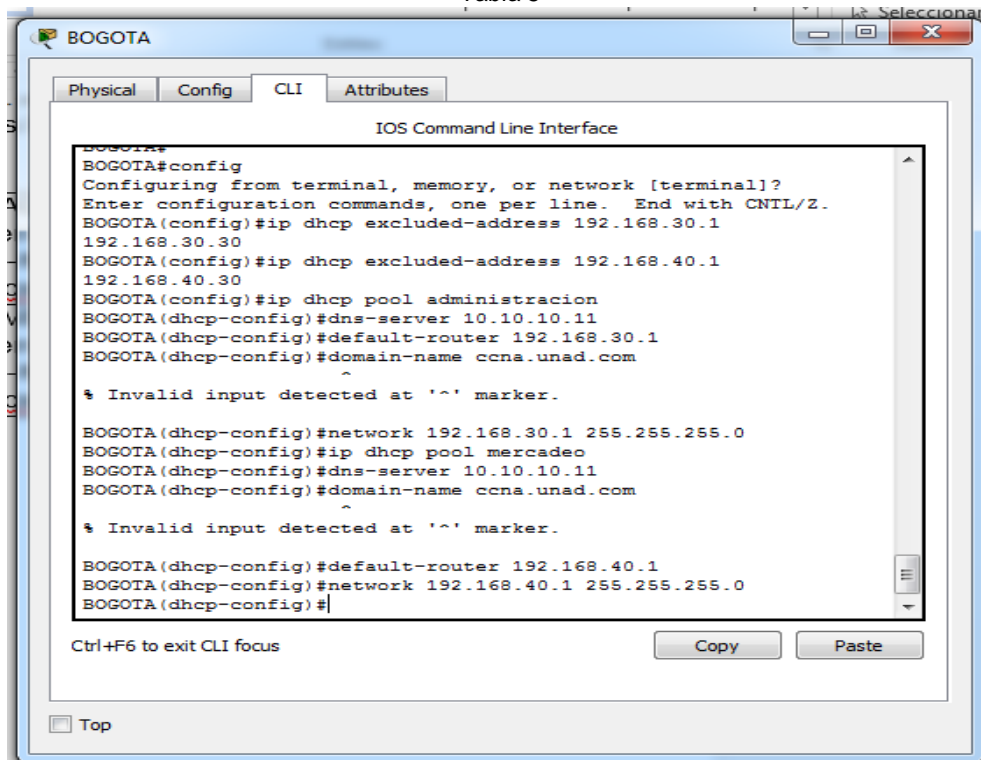 Seleccionar
BOGOTA
Physical Config CLI Attributes
IOS Command Line Interface
BOGOTA#
BOGOTA#config
Configuring from terminal, memory, or network [terminal]?
Enter configuration commands, one per line. End with CNTL/Z.
BOGOTA(config)#ip dhcp excluded-address 192.168.30.1
192.168.30.30
BOGOTA(config)#ip dhcp excluded-address 192.168.40.1
192.168.40.30
BOGOTA(config)#ip dhcp pool administracion
BOGOTA(dhcp-config)#dns-server 10.10.10.11
BOGOTA(dhcp-config)#default-router 192.168.30.1
BOGOTA(dhcp-config)#domain-name ccna.unad.com
^
% Invalid input detected at '^' marker.
BOGOTA(dhcp-config)#network 192.168.30.1 255.255.255.0
BOGOTA(dhcp-config)#ip dhcp pool mercadeo
BOGOTA(dhcp-config)#dns-server 10.10.10.11
BOGOTA(dhcp-config)#domain-name ccna.unad.com
^
% Invalid input detected at '^' marker.
BOGOTA(dhcp-config)#default-router 192.168.40.1
BOGOTA(dhcp-config)#network 192.168.40.1 255.255.255.0
BOGOTA(dhcp-config)#
Ctrl+F6 to exit CLI focus
Copy Paste
Top